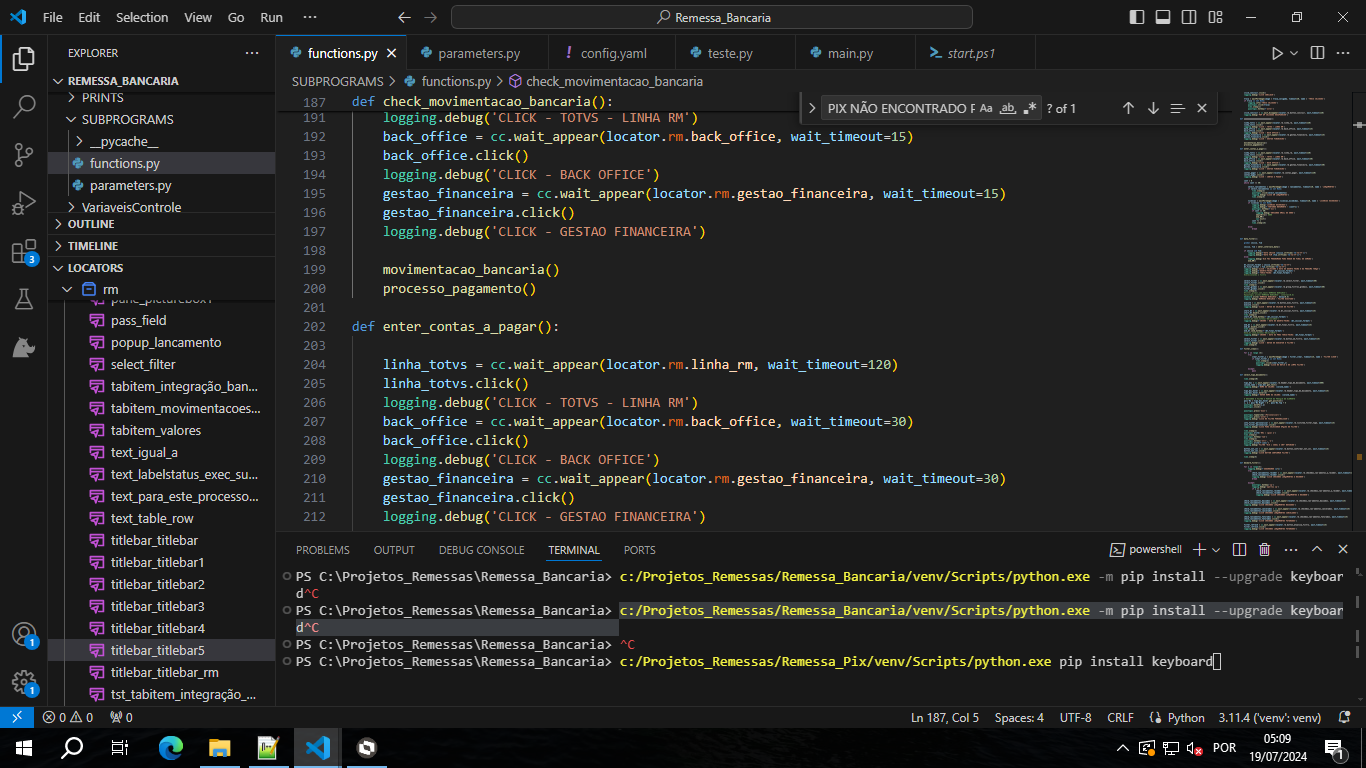 File Edit Selection View Go Run ···
Remessa_Bancaria
EXPLORER
REMESSA_BANCARIA
PRINTS
SUBPROGRAMS
__pycache__
functions.py
parameters.py
VariaveisControle
OUTLINE
TIMELINE
LOCATORS
rm
pane_picturebox1
pass_field
popup_lancamento
select_filter
tabitem_integração_ban...
tabitem_movimentacoes...
tabitem_valores
text_igual_a
text_labelstatus_exec_su...
text_para_este_processo...
text_table_row
titlebar_titlebar
titlebar_titlebar1
titlebar_titlebar2
titlebar_titlebar3
titlebar_titlebar4
titlebar_titlebar5
titlebar_titlebar_rm
tst_tabitem_integração_...
3
1
1
functions.py parameters.py ! config.yaml teste.py main.py start.ps1
SUBPROGRAMS > functions.py > check_movimentacao_bancaria
PIX NÃO ENCONTRADO Aa ab ? of 1
187 def check_movimentacao_bancaria():
191 logging.debug('CLICK - TOTVS - LINHA RM')
192 back_office = cc.wait_appear(locator.rm.back_office, wait_timeout=15)
193 back_office.click()
194 logging.debug('CLICK - BACK OFFICE')
195 gestao_financeira = cc.wait_appear(locator.rm.gestao_financeira, wait_timeout=15)
196 gestao_financeira.click()
197 logging.debug('CLICK - GESTAO FINANCEIRA')
198
199 movimentacao_bancaria()
200 processo_pagamento()
201
202 def enter_contas_a_pagar():
203
204 linha_totvs = cc.wait_appear(locator.rm.linha_rm, wait_timeout=120)
205 linha_totvs.click()
206 logging.debug('CLICK - TOTVS - LINHA RM')
207 back_office = cc.wait_appear(locator.rm.back_office, wait_timeout=30)
208 back_office.click()
209 logging.debug('CLICK - BACK OFFICE')
210 gestao_financeira = cc.wait_appear(locator.rm.gestao_financeira, wait_timeout=30)
211 gestao_financeira.click()
212 logging.debug('CLICK - GESTAO FINANCEIRA')
PROBLEMS OUTPUT DEBUG CONSOLE TERMINAL PORTS
powershell
PS C:\Projetos_Remessas\Remessa_Bancaria> c:/Projetos_Remessas/Remessa_Bancaria/venv/Scripts/python.exe -m pip install --upgrade keyboar
d^C
PS C:\Projetos_Remessas\Remessa_Bancaria> c:/Projetos_Remessas/Remessa_Bancaria/venv/Scripts/python.exe -m pip install --upgrade keyboar
d^C
PS C:\Projetos_Remessas\Remessa_Bancaria> ^C
PS C:\Projetos_Remessas\Remessa_Bancaria> c:/Projetos_Remessas/Remessa_Pix/venv/Scripts/python.exe pip install keyboard
0 0 0
Ln 187, Col 5 Spaces: 4 UTF-8 CRLF Python 3.11.4 ('venv': venv)
POR
05:09
19/07/2024
1